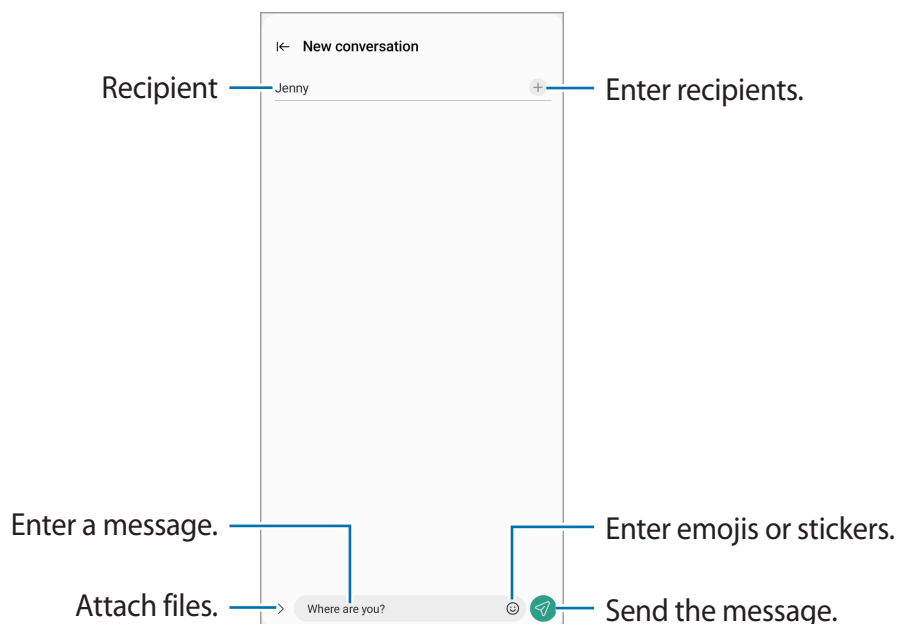 New conversation
Recipient
Jenny
Enter recipients.
Enter a message.
Enter emojis or stickers.
Attach files.
Where are you?
Send the message.